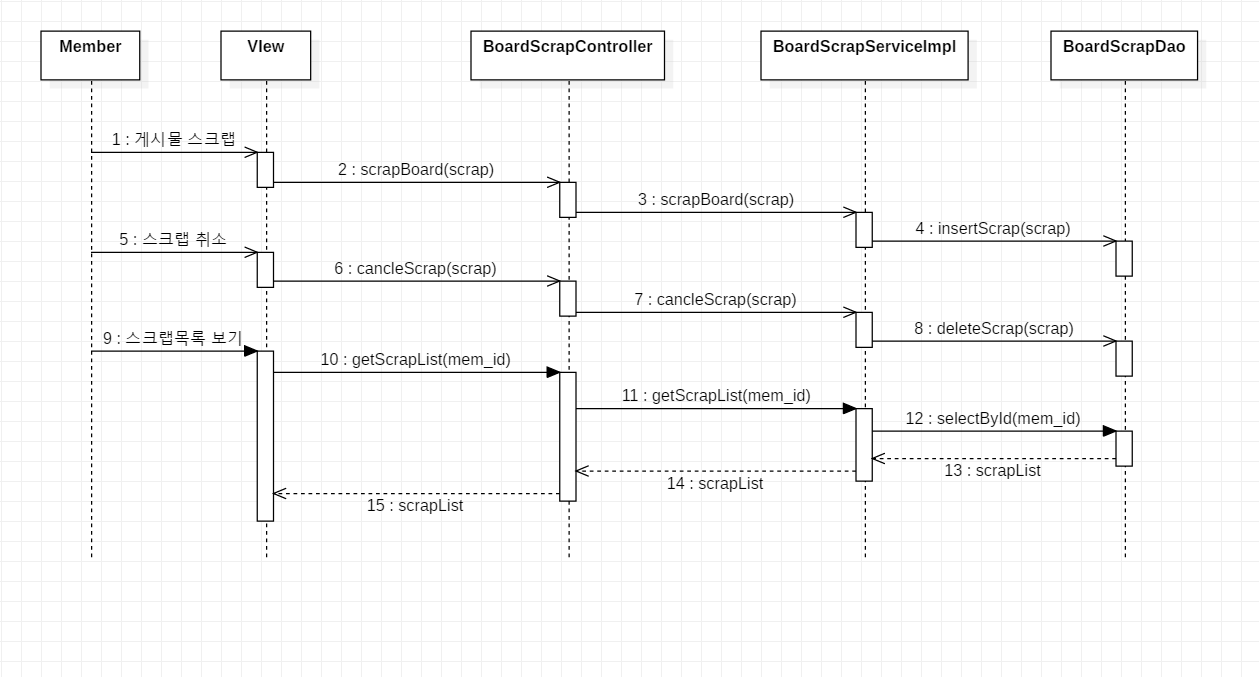 Member
VIew
BoardScrapController
BoardScrapServiceImpl
BoardScrapDao
1 : 게시물 스크랩
2 : scrapBoard(scrap)
3 : scrapBoard(scrap)
4 : insertScrap(scrap)
5 : 스크랩 취소
6 : cancleScrap(scrap)
7 : cancleScrap(scrap)
8 : deleteScrap(scrap)
9 : 스크랩목록 보기
10 : getScrapList(mem_id)
11 : getScrapList(mem_id)
12 : selectById(mem_id)
13 : scrapList
14 : scrapList
15 : scrapList